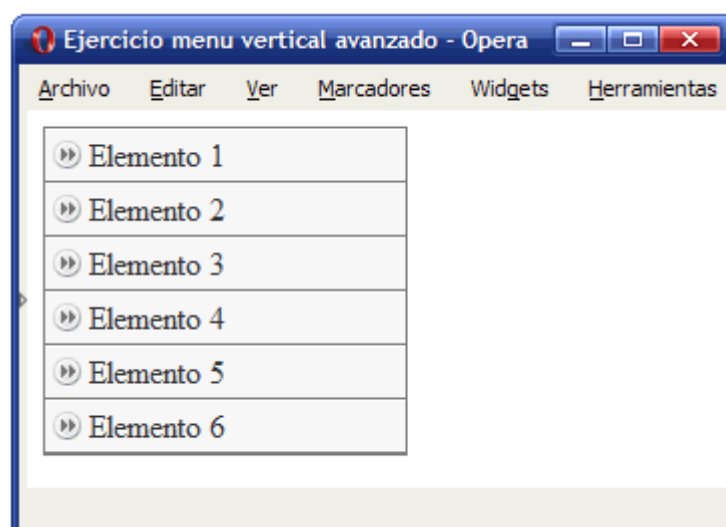 Ejercicio menu vertical avanzado - Opera
Archivo Editar Ver Marcadores Widgets Herramientas
Elemento 1
Elemento 2
Elemento 3
Elemento 4
Elemento 5
Elemento 6